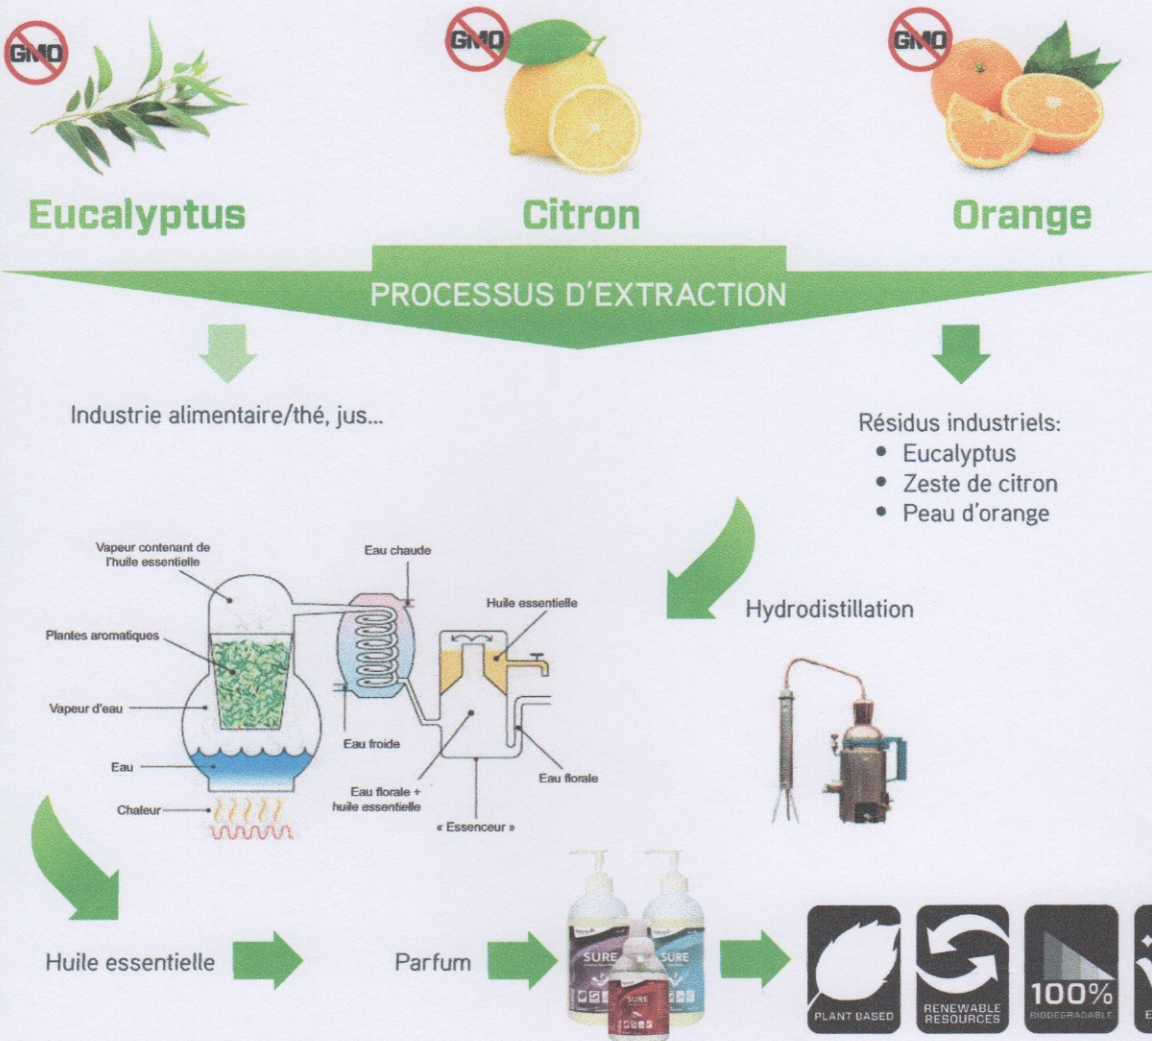 GMO
GMO
GMO
Eucalyptus
Citron
Orange
PROCESSUS D'EXTRACTION
Industrie alimentaire/thé, jus...
Résidus industriels:
• Eucalyptus
• Zeste de citron
• Peau d'orange
Vapeur contenant de
l'huile essentielle
Eau chaude
Huile essentielle
Plantes aromatiques
Vapeur d'eau
Eau
Chaleur
Eau froide
Eau florale +
huile essentielle
Eau florale
« Essenceur »
Hydrodistillation
Huile essentielle
Parfum
SURE
SURE
SURE
PLANT BASED
RENEWABLE
RESOURCES
100%
BIODEGRADABLE